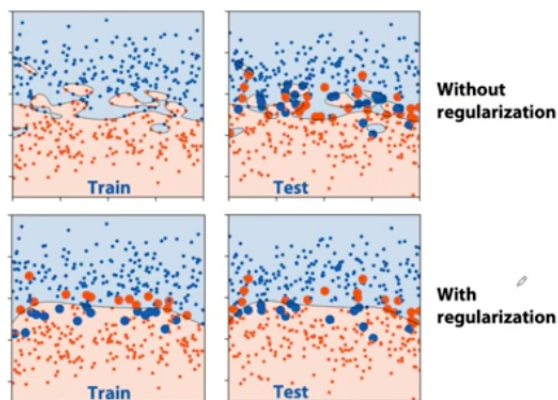 Without
regularization
Train
Test
With
regularization
Train
Test